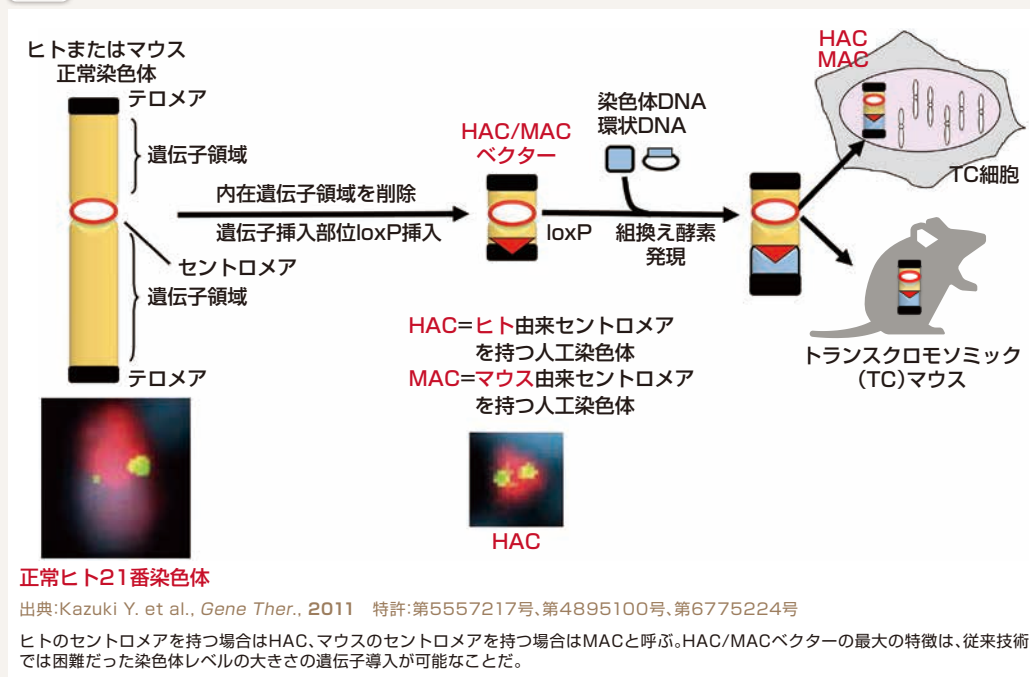 ヒトまたはマウス
正常染色体
テロメア
遺伝子領域
セントロメア
遺伝子領域
テロメア
内在遺伝子領域を削除
遺伝子挿入部位loxP挿入
HAC/MAC
ベクター
loxP
染色体DNA
環状DNA
組換え酵素
発現
HAC
MAC
TC細胞
トランスクロモソミック
(TC)マウス
HAC=ヒト由来セントロメア
を持つ人工染色体
MAC=マウス由来セントロメア
を持つ人工染色体
HAC
正常ヒト21番染色体
出典:Kazuki Y. et al., Gene Ther., 2011 特許:第5557217号、第4895100号、第6775224号
ヒトのセントロメアを持つ場合はHAC、マウスのセントロメアを持つ場合はMACと呼ぶ。HAC/MACベクターの最大の特徴は、従来技術
では困難だった染色体レベルの大きさの遺伝子導入が可能なことだ。